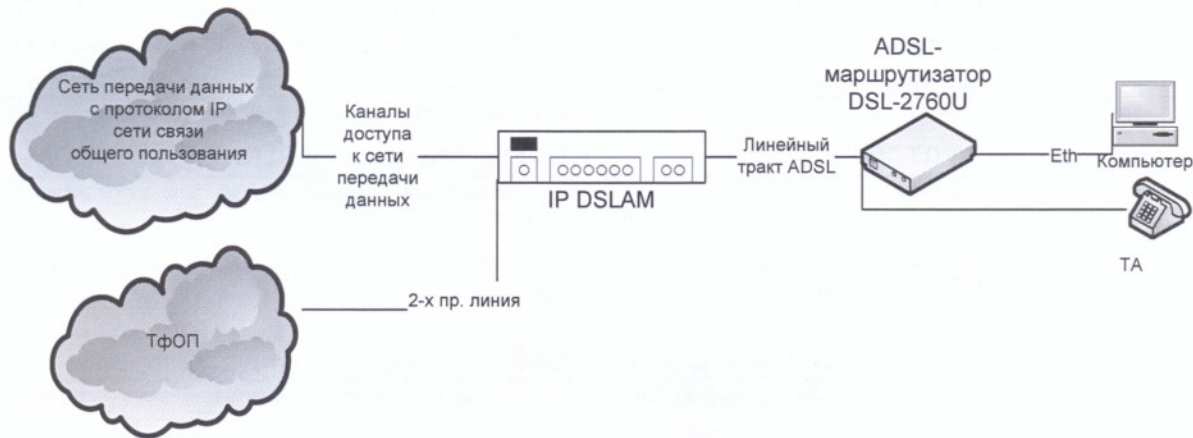 Сеть передачи данных
с протоколом IP
сети связи
общего пользования
Каналы
доступа
к сети
передачи
данных
IP DSLAM
Линейный
тракт ADSL
ADSL-
маршрутизатор
DSL-2760U
Eth
Компьютер
ТА
2-х пр. линия
ТфОП